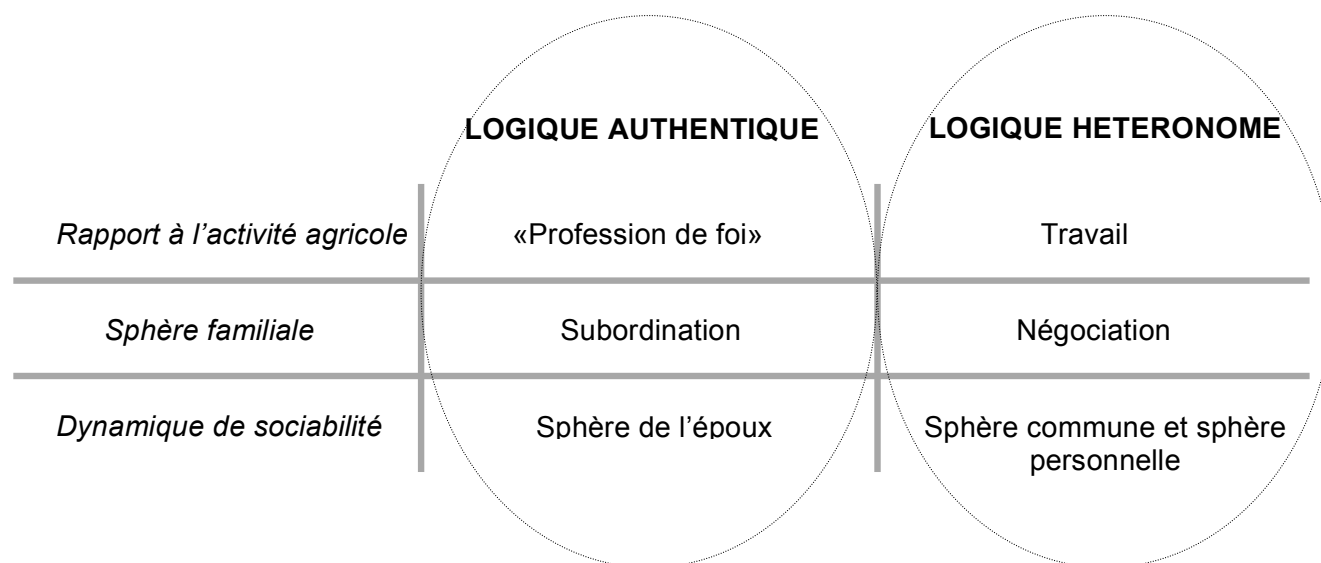 LOGIQUE AUTHENTIQUE LOGIQUE HETERONOME
Rapport à l’activité agricole «Profession de foi» Travail
Sphère familiale Subordination Négociation
Dynamique de sociabilité Sphère de l’époux Sphère commune et sphère
personnelle